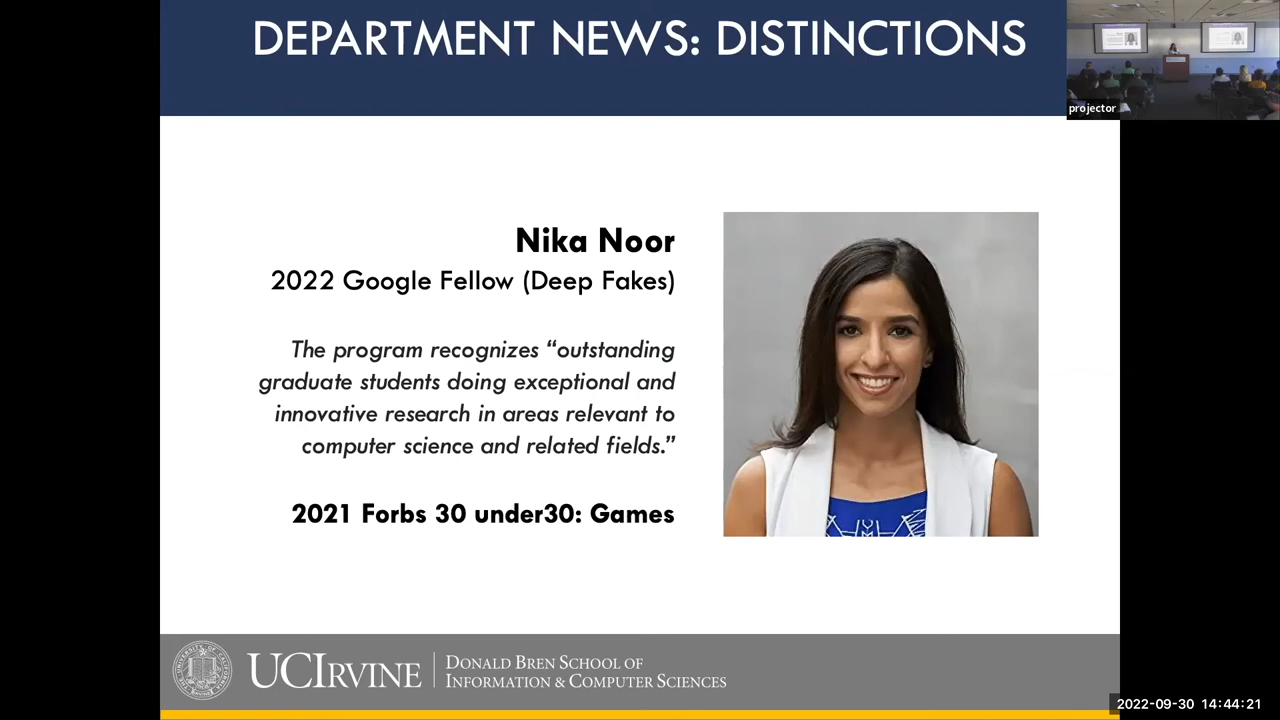 DEPARTMENT NEWS: DISTINCTIONS
projector
Nika Noor
2022 Google Fellow (Deep Fakes)
The program recognizes “outstanding
graduate students doing exceptional and
innovative research in areas relevant to
computer science and related fields.”
2021 Forbs 30 under30: Games
UCIRVINE
DONALD BREN SCHOOL OF
INFORMATION & COMPUTER SCIENCES
2022-09-30 14:44:21